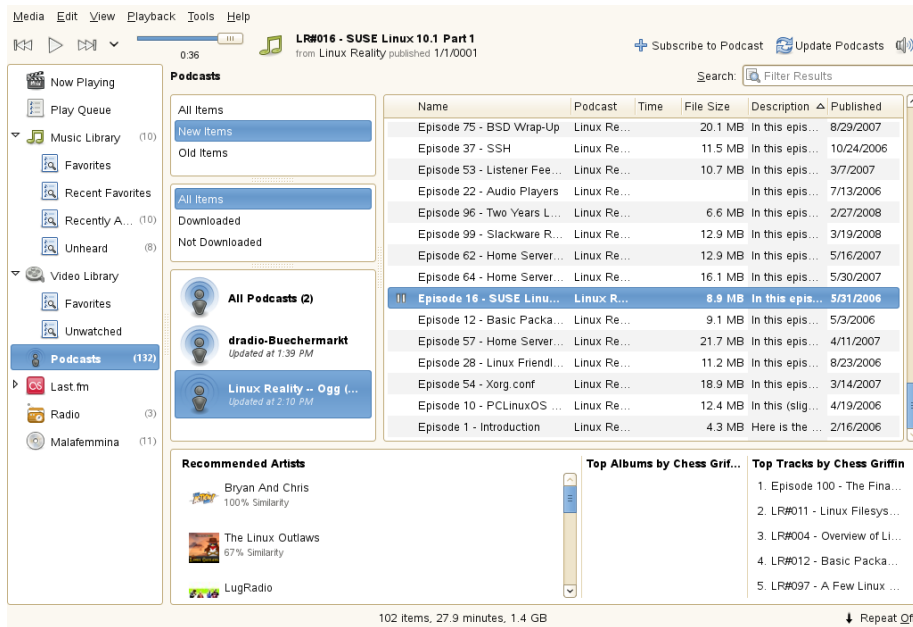 Media Edit View Playback Tools Help
0:36
LR#016 - SUSE Linux 10.1 Part 1
from Linux Reality published 1/1/0001
Subscribe to Podcast Update Podcasts
Now Playing
Play Queue
Music Library (10)
Favorites
Recent Favorites
Recently A... (10)
Unheard (8)
Video Library
Favorites
Unwatched
Podcasts (132)
Last.fm
Radio (3)
Malafemmina (11)
Podcasts
Search: Filter Results
All Items
New Items
Old Items
All Items
Downloaded
Not Downloaded
All Podcasts (2)
dradio-Buechermarkt
Updated at 1:39 PM
Linux Reality -- Ogg (...
Updated at 2:10 PM
Name Podcast Time File Size Description Published
Episode 75 - BSD Wrap-Up Linux Re... 20.1 MB In this epis... 8/29/2007
Episode 37 - SSH Linux Re... 11.5 MB In this epis... 10/24/2006
Episode 53 - Listener Fee... Linux Re... 10.7 MB In this epis... 3/7/2007
Episode 22 - Audio Players Linux Re... In this epis... 7/13/2006
Episode 96 - Two Years L... Linux Re... 6.6 MB In this epis... 2/27/2008
Episode 99 - Slackware R... Linux Re... 12.9 MB In this epis... 3/19/2008
Episode 62 - Home Server... Linux Re... 12.9 MB In this epis... 5/16/2007
Episode 64 - Home Server... Linux Re... 16.1 MB In this epis... 5/30/2007
Episode 16 - SUSE Linu... Linux R... 8.9 MB In this epis... 5/31/2006
Episode 12 - Basic Packa... Linux Re... 9.1 MB In this epis... 5/3/2006
Episode 57 - Home Server... Linux Re... 21.7 MB In this epis... 4/11/2007
Episode 28 - Linux Friendl... Linux Re... 11.2 MB In this epis... 8/23/2006
Episode 54 - Xorg.conf Linux Re... 18.9 MB In this epis... 3/14/2007
Episode 10 - PCLinuxOS ... Linux Re... 12.4 MB In this (slig... 4/19/2006
Episode 1 - Introduction Linux Re... 4.3 MB Here is the ... 2/16/2006
Recommended Artists
Bryan And Chris
100% Similarity
The Linux Outlaws
67% Similarity
LugRadio
Top Albums by Chess Grif...
Top Tracks by Chess Griffin
1. Episode 100 - The Fina...
2. LR#011 - Linux Filesys...
3. LR#004 - Overview of Li...
4. LR#012 - Basic Packa...
5. LR#097 - A Few Linux ...
102 items, 27.9 minutes, 1.4 GB
Repeat Of